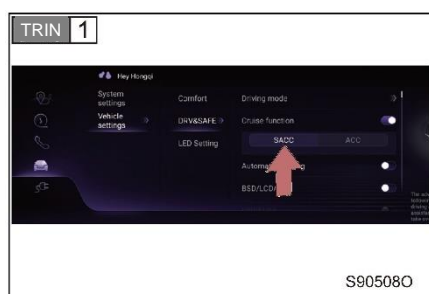 TRIN 1
Hey Hongqi
System settings
Comfort
Driving mode
Vehicle settings
DRV&SAFE
Cruise function
LED Setting
SACC
ACC
BSD/LCD/
S90508O